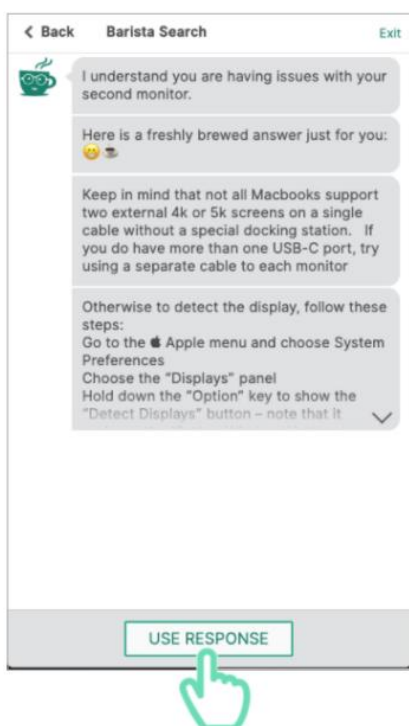 < Back Barista Search Exit
I understand you are having issues with your
second monitor.
Here is a freshly brewed answer just for you:
😁 ☕
Keep in mind that not all Macbooks support
two external 4k or 5k screens on a single
cable without a special docking station. If
you do have more than one USB-C port, try
using a separate cable to each monitor
Otherwise to detect the display, follow these
steps:
Go to the  Apple menu and choose System
Preferences
Choose the "Displays" panel
Hold down the "Option" key to show the
"Detect Displays" button – note that it
USE RESPONSE